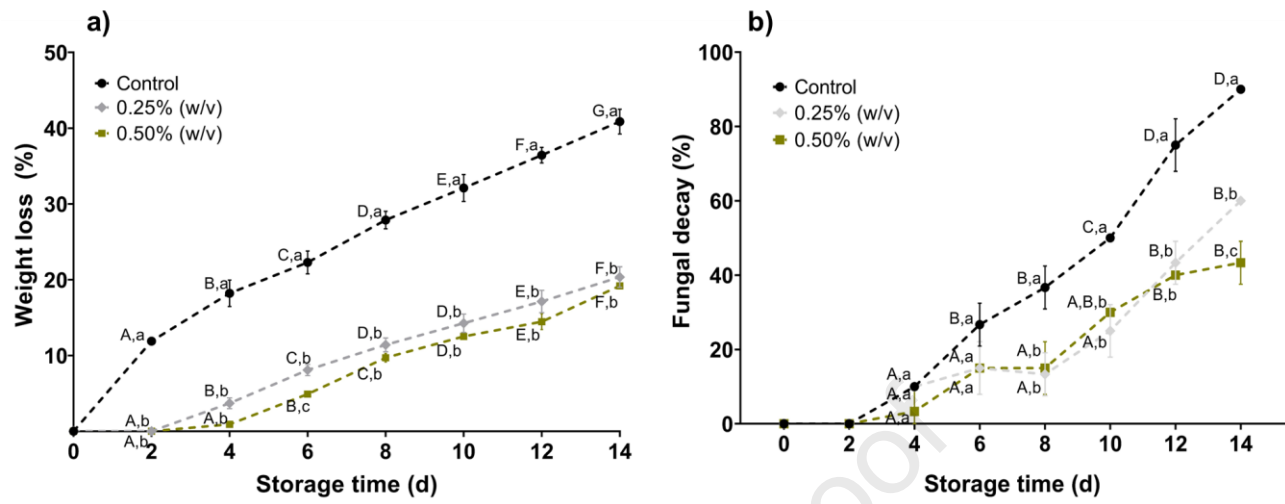 a)
50
40
30
20
10
Weight loss (%)
Control
0.25% (w/v)
0.50% (w/v)
A,a
B,a
C,a
D,a
E,a
F,a
G,a
A,b
B,b
C,b
D,b
D,b
E,b
F,b
A,b
A,b
B,c
C,b
D,b
E,b
F,b
0 2 4 6 8 10 12 14
Storage time (d)
b)
100
80
60
40
20
0
Fungal decay (%)
Control
0.25% (w/v)
0.50% (w/v)
A,a
B,a
B,a
C,a
D,a
D,a
A,a
A,a
A,b
A,B,b
B,b
B,b
A,a
A,a
A,b
A,b
B,b
B,c
0 2 4 6 8 10 12 14
Storage time (d)